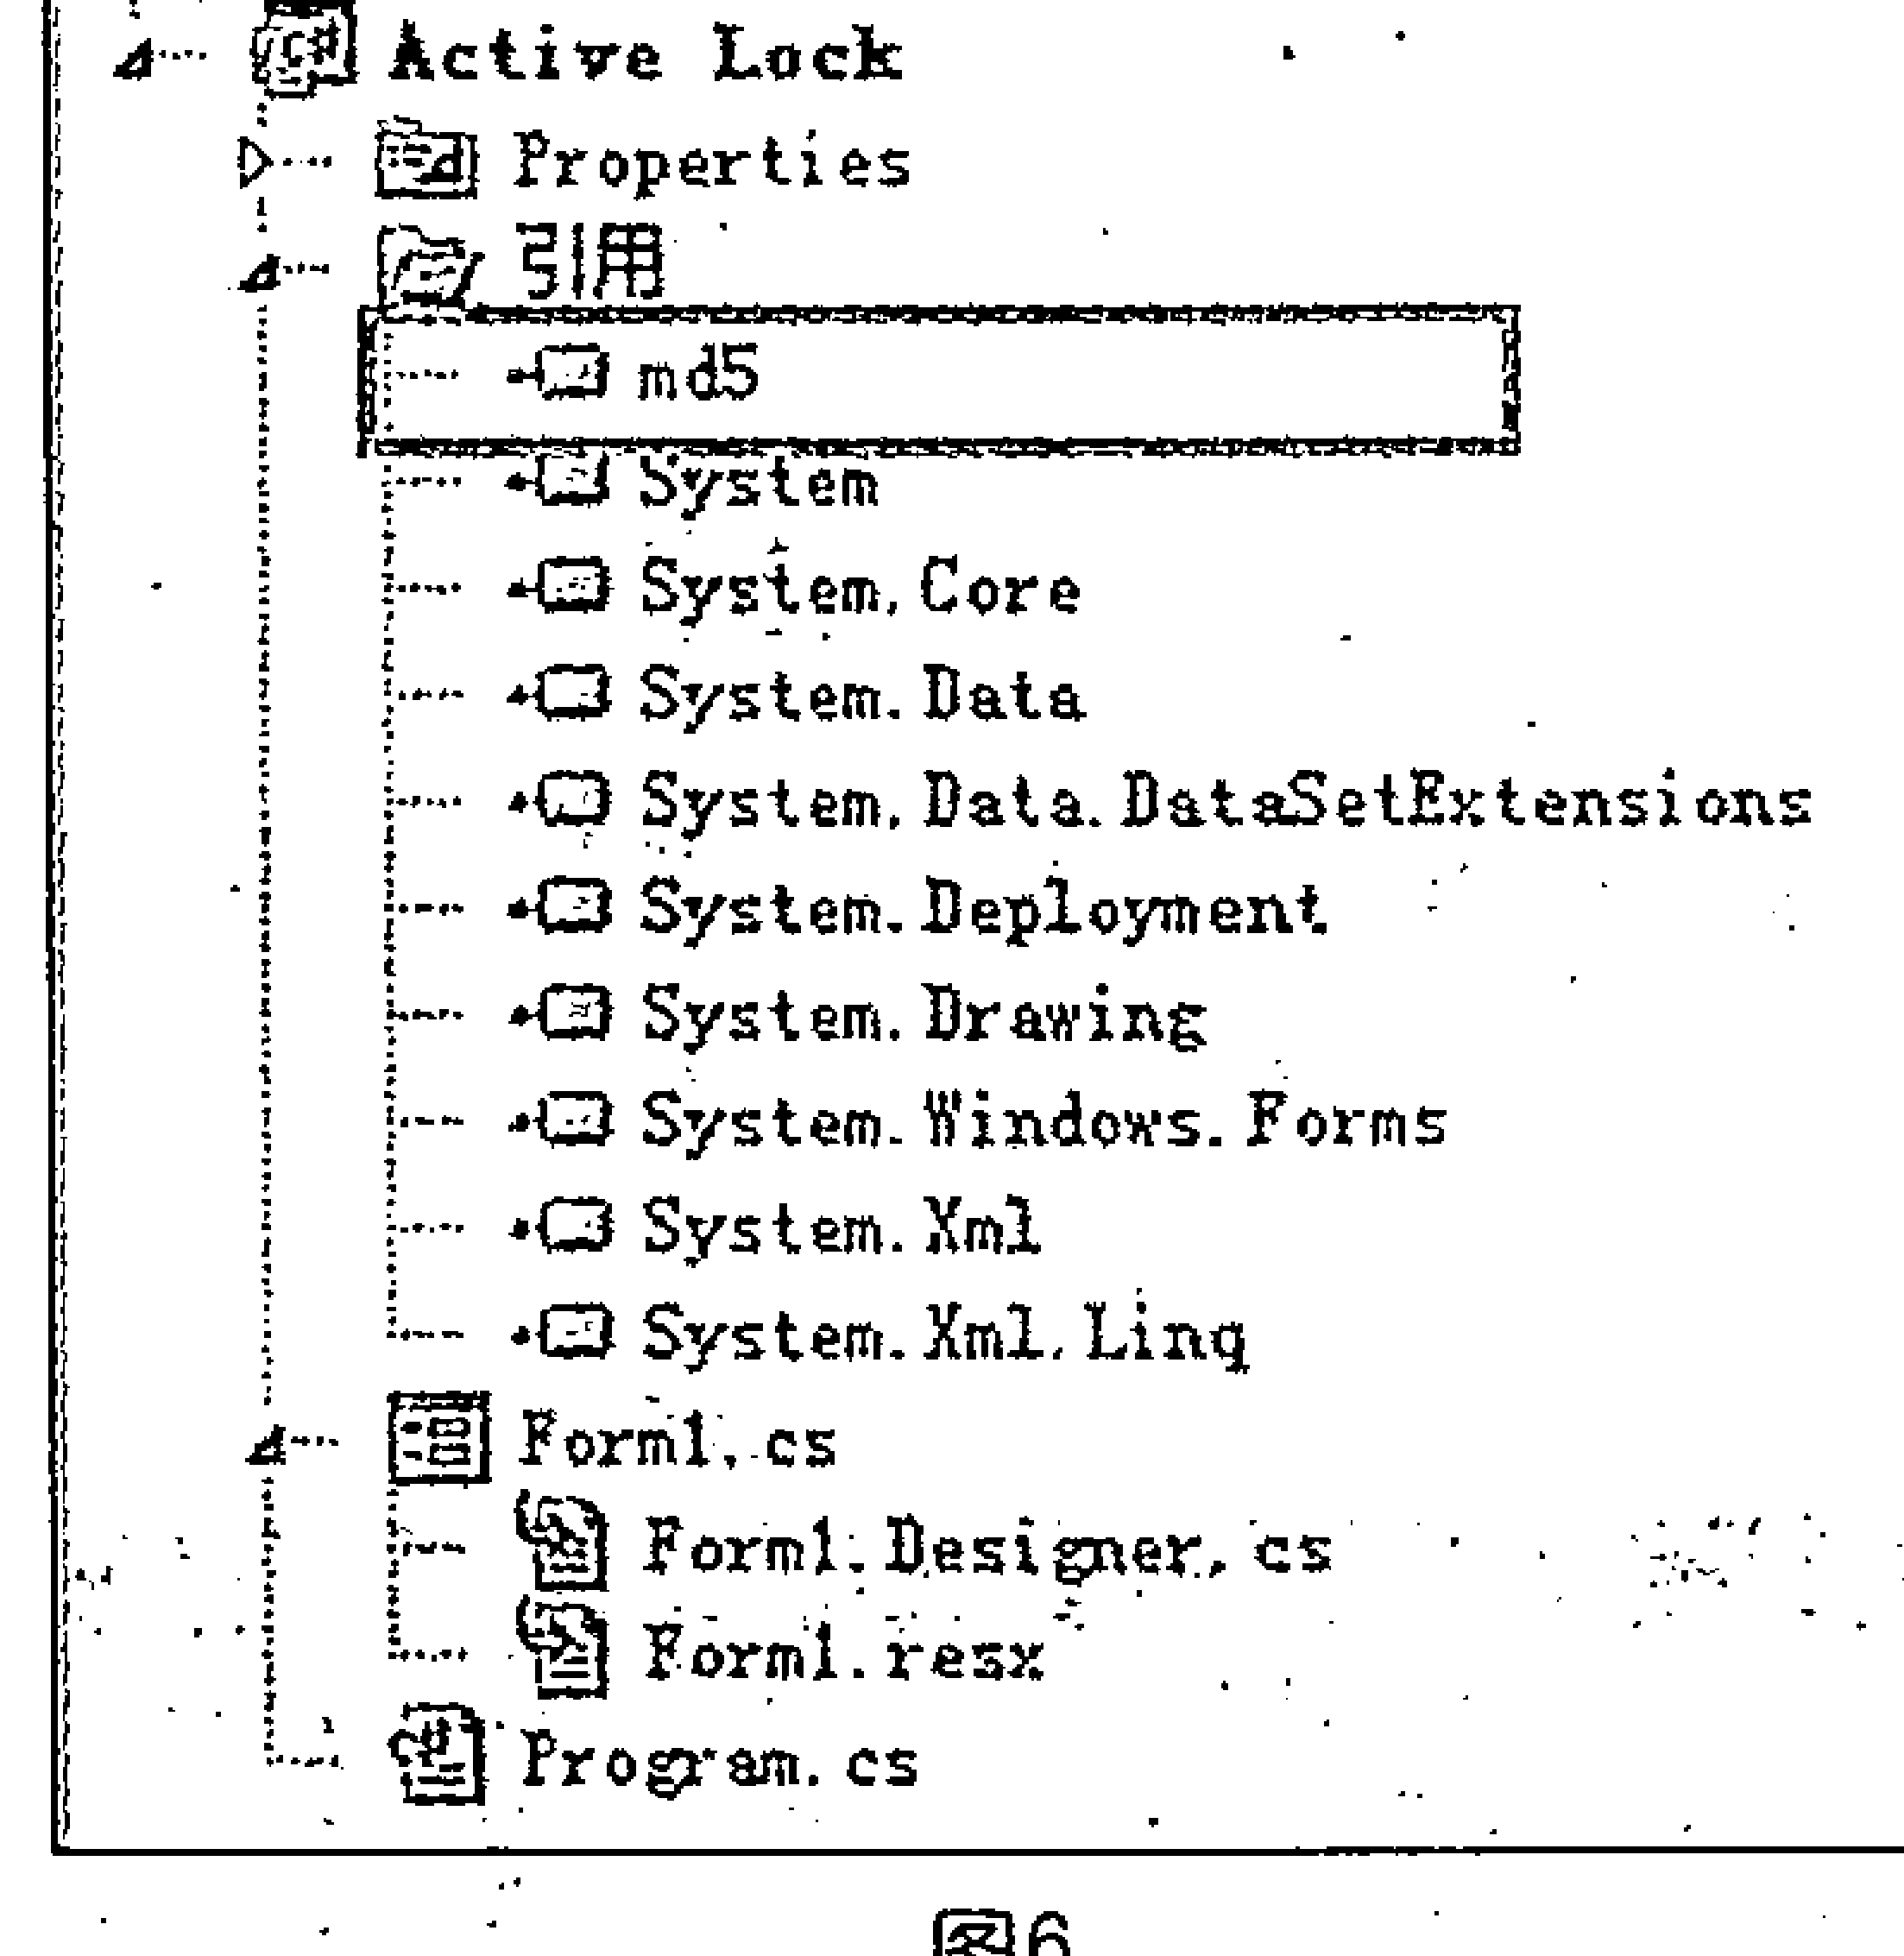 Active Lock
Properties
引用
md5
System
System.Core
System.Data
System.Data.DataSetExtensions
System.Deployment
System.Drawing
System.Windows.Forms
System.Xml
System.Xml.Linq
Form1.cs
Form1.Designer.cs
Form1.resx
Program.cs
图6